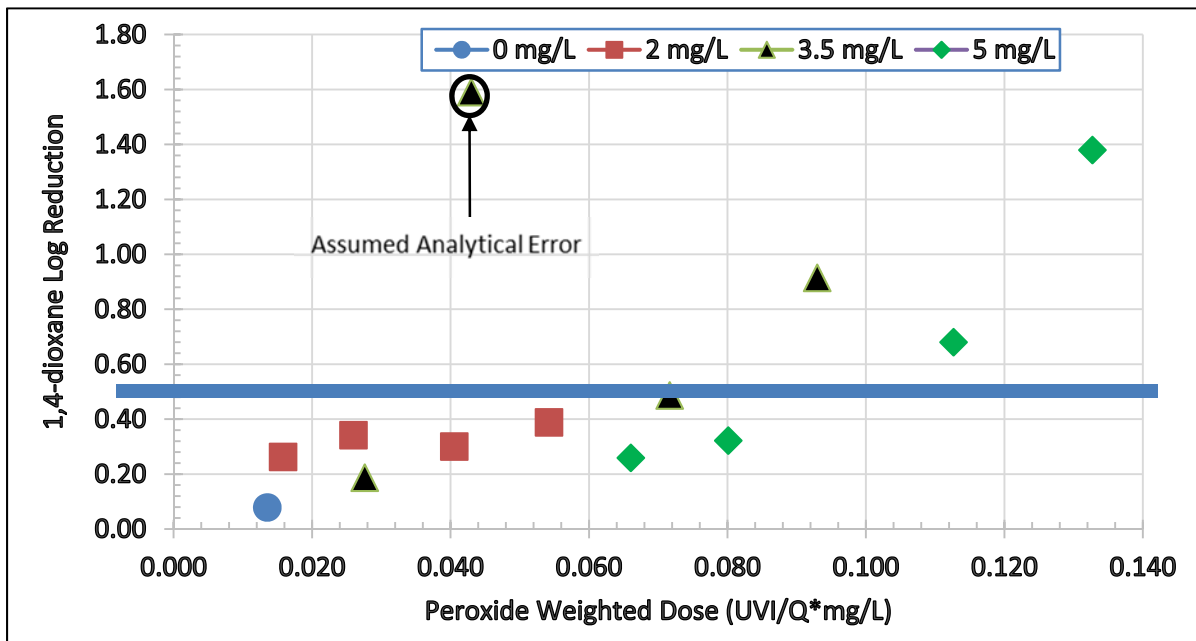 1.80
0 mg/L 2 mg/L 3.5 mg/L 5 mg/L
1.60
1.40
1.20
Assumed Analytical Error
1.00
0.80
0.60
0.40
0.20
0.00
1,4-dioxane Log Reduction
0.000 0.020 0.040 0.060 0.080 0.100 0.120 0.140
Peroxide Weighted Dose (UVI/Q*mg/L)